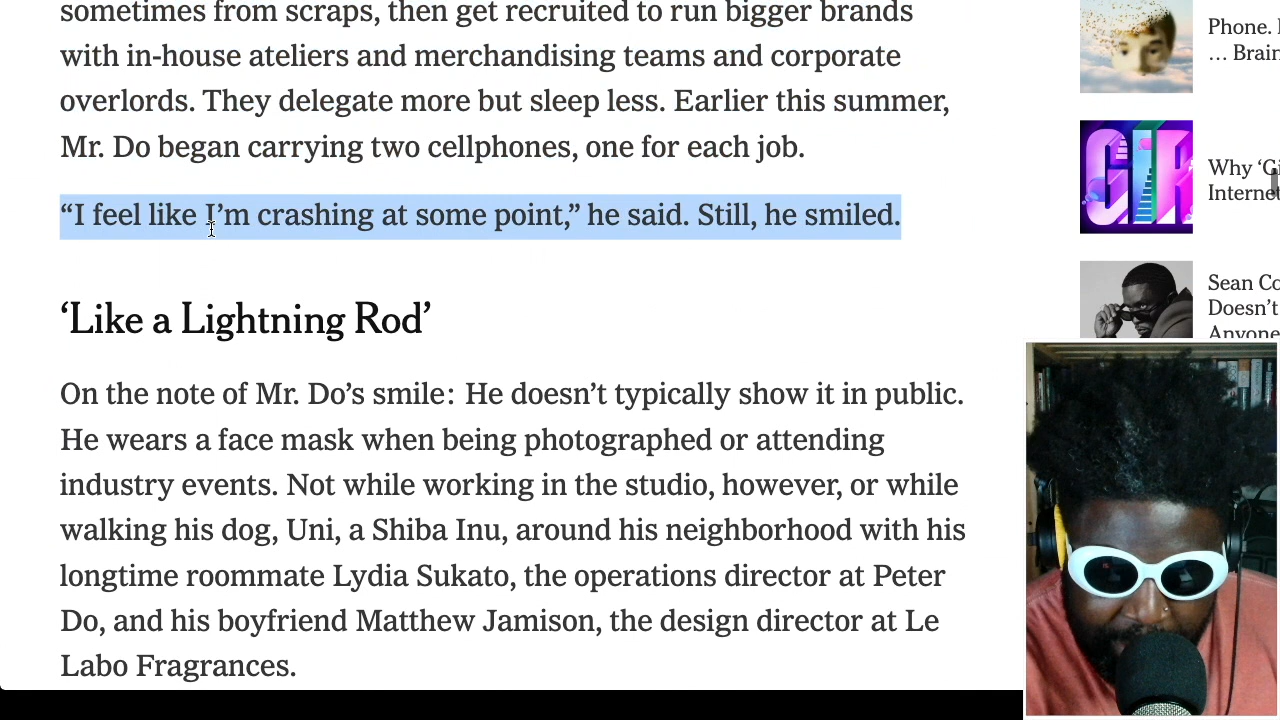 sometimes from scraps, then get recruited to run bigger brands
with in-house ateliers and merchandising teams and corporate
overlords. They delegate more but sleep less. Earlier this summer,
Mr. Do began carrying two cellphones, one for each job.
“I feel like I’m crashing at some point,” he said. Still, he smiled.
‘Like a Lightning Rod’
On the note of Mr. Do’s smile: He doesn’t typically show it in public.
He wears a face mask when being photographed or attending
industry events. Not while working in the studio, however, or while
walking his dog, Uni, a Shiba Inu, around his neighborhood with his
longtime roommate Lydia Sukato, the operations director at Peter
Do, and his boyfriend Matthew Jamison, the design director at Le
Labo Fragrances.
Phone.
… Brain
GIR
Why ‘Gi
Internet
Sean Co
Doesn’t
Anyone